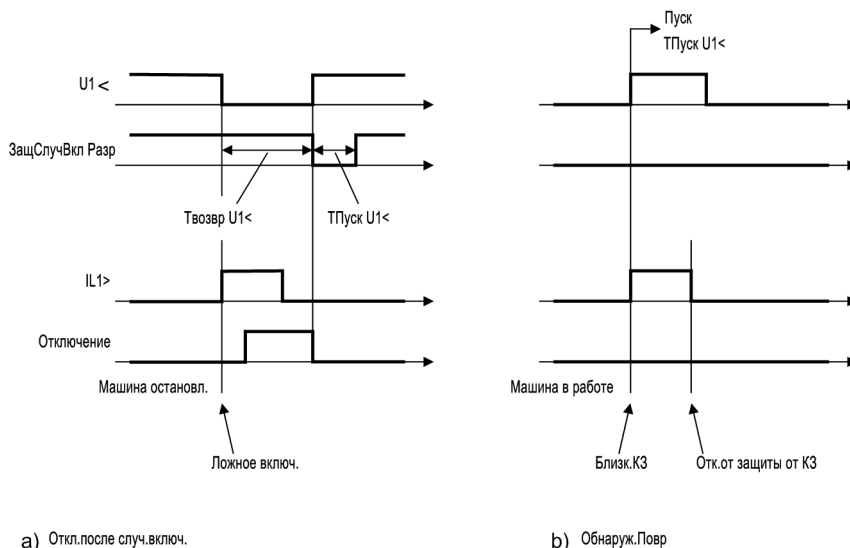 Пуск
ТПуск U1<
U1 <
ЗащСлучВкл Разр
Твозвр U1<
ТПуск U1<
IL1>
Отключение
Машина остановл.
Машина в работе
Ложное включ.
Близк.КЗ
Отк.от защиты от КЗ
a) Откл.после случ.включ.
b) Обнаруж.Повр